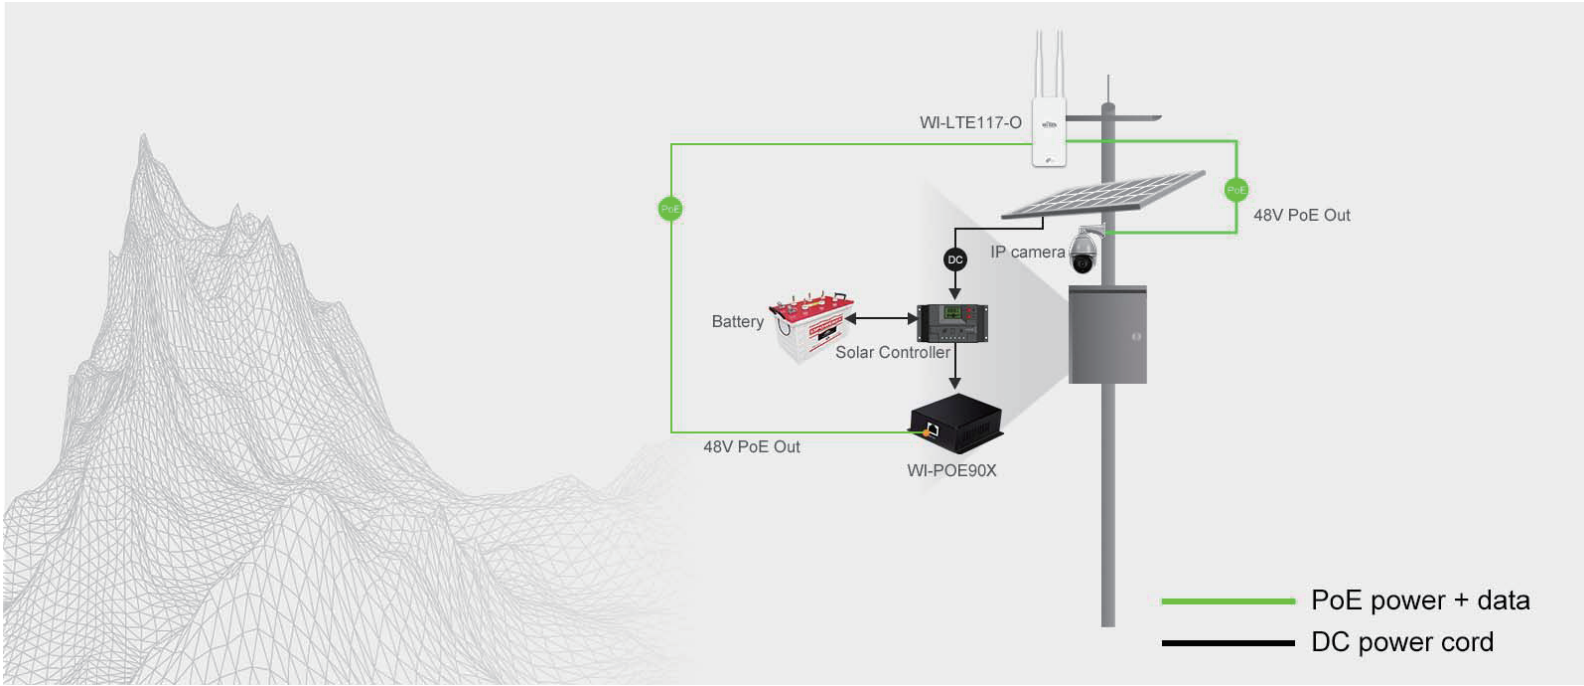 WI-LTE117-O
PoE
PoE
48V PoE Out
IP camera
DC
Battery
Solar Controller
48V PoE Out
WI-POE90X
PoE power + data
DC power cord